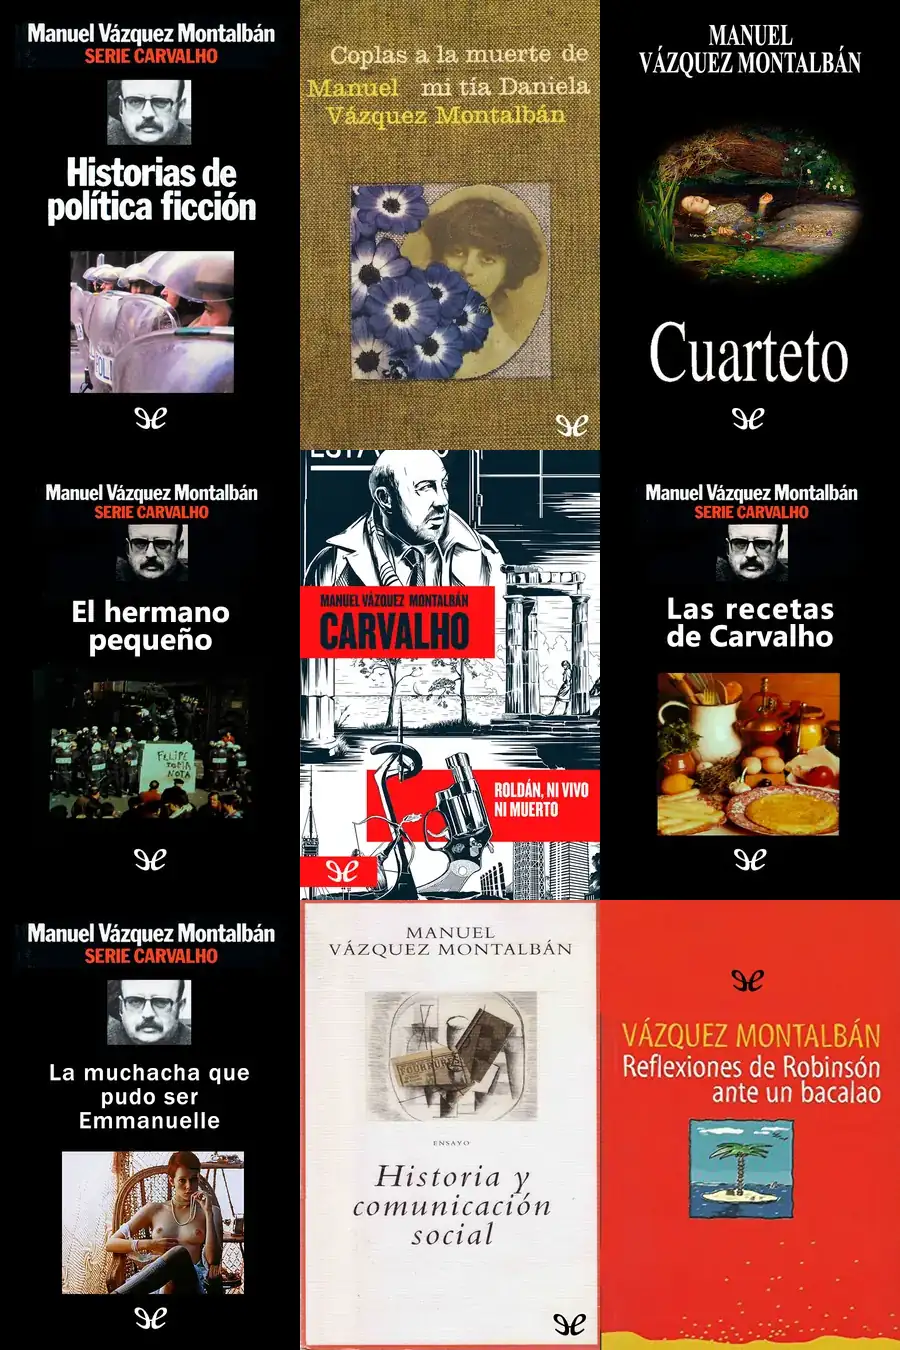 Manuel Vázquez Montalbán
SERIE CARVALHO
Historias de
política ficción
Coplas a la muerte de
Manuel mi tía Daniela
Vázquez Montalbán
MANUEL
VÁZQUEZ MONTALBÁN
Cuarteto
Manuel Vázquez Montalbán
SERIE CARVALHO
El hermano
pequeño
FELIPE
TOMA
NOTA
MANUEL VÁZQUEZ MONTALBÁN
CARVALHO
ROLDÁN, NI VIVO
NI MUERTO
Manuel Vázquez Montalbán
SERIE CARVALHO
Las recetas
de Carvalho
Manuel Vázquez Montalbán
SERIE CARVALHO
La muchacha que
pudo ser
Emmanuelle
MANUEL
VÁZQUEZ MONTALBÁN
ENSAYO
Historia y
comunicación
social
VÁZQUEZ MONTALBÁN
Reflexiones de Robinsón
ante un bacalao